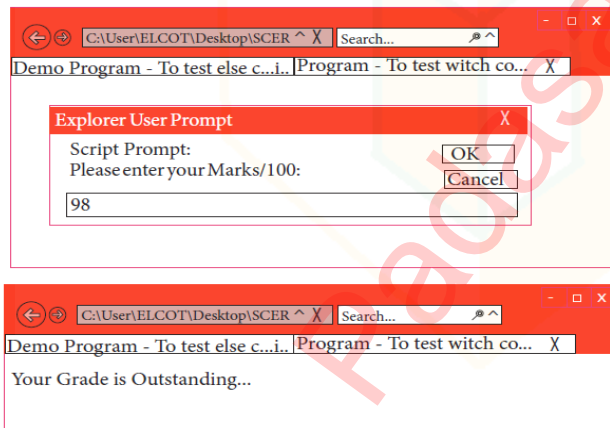 C:\User\ELCOT\Desktop\SCER ^ X Search...
Demo Program - To test else c...i.. Program - To test witch co... X
Explorer User Prompt X
Script Prompt:
Please enter your Marks/100:
OK
Cancel
98
C:\User\ELCOT\Desktop\SCER ^ X Search...
Demo Program - To test else c...i.. Program - To test witch co... X
Your Grade is Outstanding...